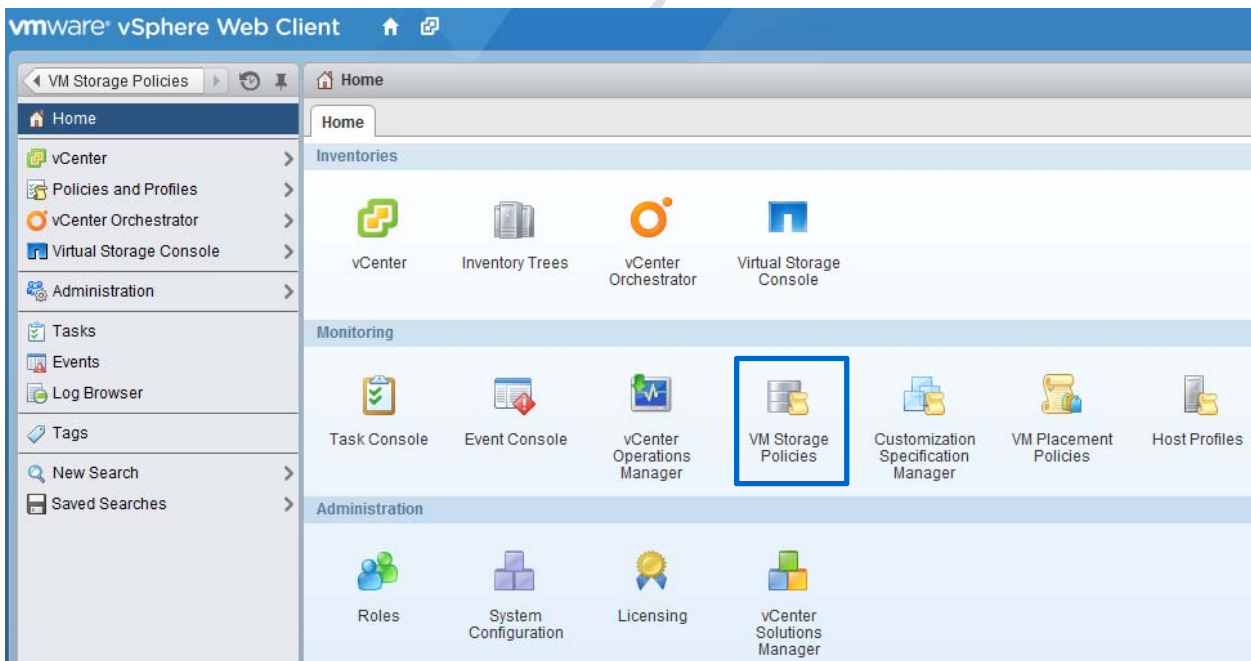 vmware® vSphere Web Client
VM Storage Policies
Home
Home
Home
vCenter
Policies and Profiles
vCenter Orchestrator
Virtual Storage Console
Administration
Tasks
Events
Log Browser
Tags
New Search
Saved Searches
Inventories
vCenter
Inventory Trees
vCenter
Orchestrator
Virtual Storage
Console
Monitoring
Task Console
Event Console
vCenter
Operations
Manager
VM Storage
Policies
Customization
Specification
Manager
VM Placement
Policies
Host Profiles
Administration
Roles
System
Configuration
Licensing
vCenter
Solutions
Manager